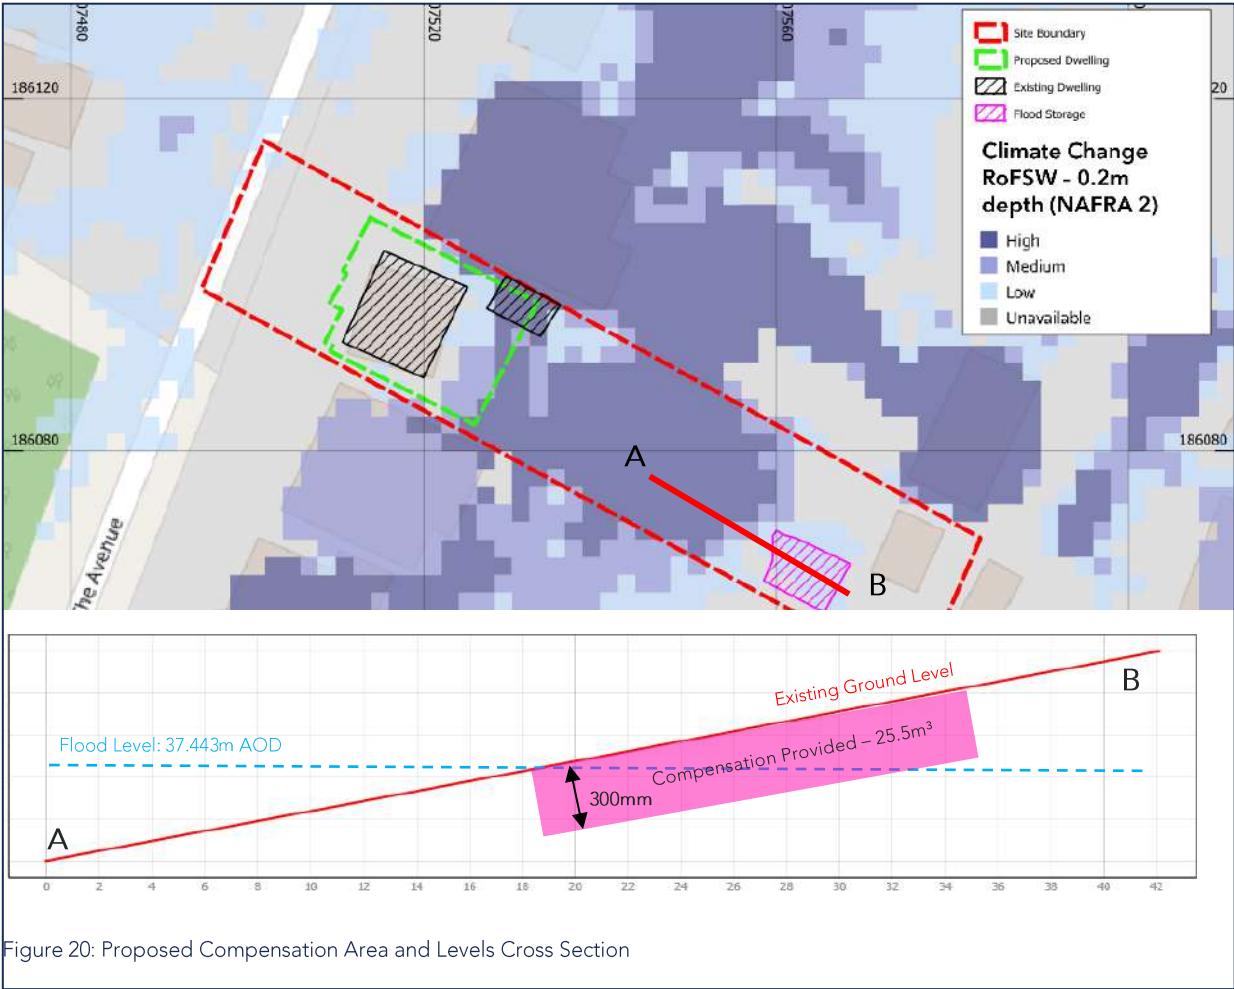 07480
07520
07560
0
186120
20
Site Boundary
Proposed Dwelling
Existing Dwelling
Flood Storage
Climate Change
RoFSW - 0.2m
depth (NAFRA 2)
High
Medium
Low
Unavailable
186080
186080
A
B
he Avenue
Existing Ground Level
B
Flood Level: 37.443m AOD
Compensation Provided – 25.5m³
300mm
A
0 2 4 6 8 10 12 14 16 18 20 22 24 26 28 30 32 34 36 38 40 42
Figure 20: Proposed Compensation Area and Levels Cross Section